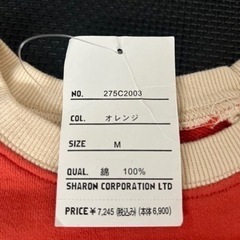 NO. 275C2003
COL. オレンジ
SIZE M
QUA. 綿 100%
SHARON CORPORATION LTD
PRICE ¥7,245 (税込み) (本体6,900)